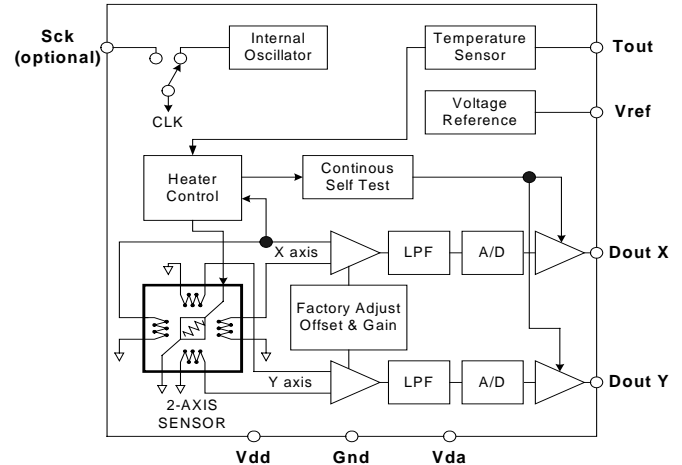 Sck
(optional)
Internal
Oscillator
CLK
Temperature
Sensor
Tout
Voltage
Reference
Vref
Heater
Control
Continous
Self Test
X axis
LPF
A/D
Dout X
Factory Adjust
Offset & Gain
Y axis
LPF
A/D
Dout Y
2-AXIS
SENSOR
Vdd
Gnd
Vda